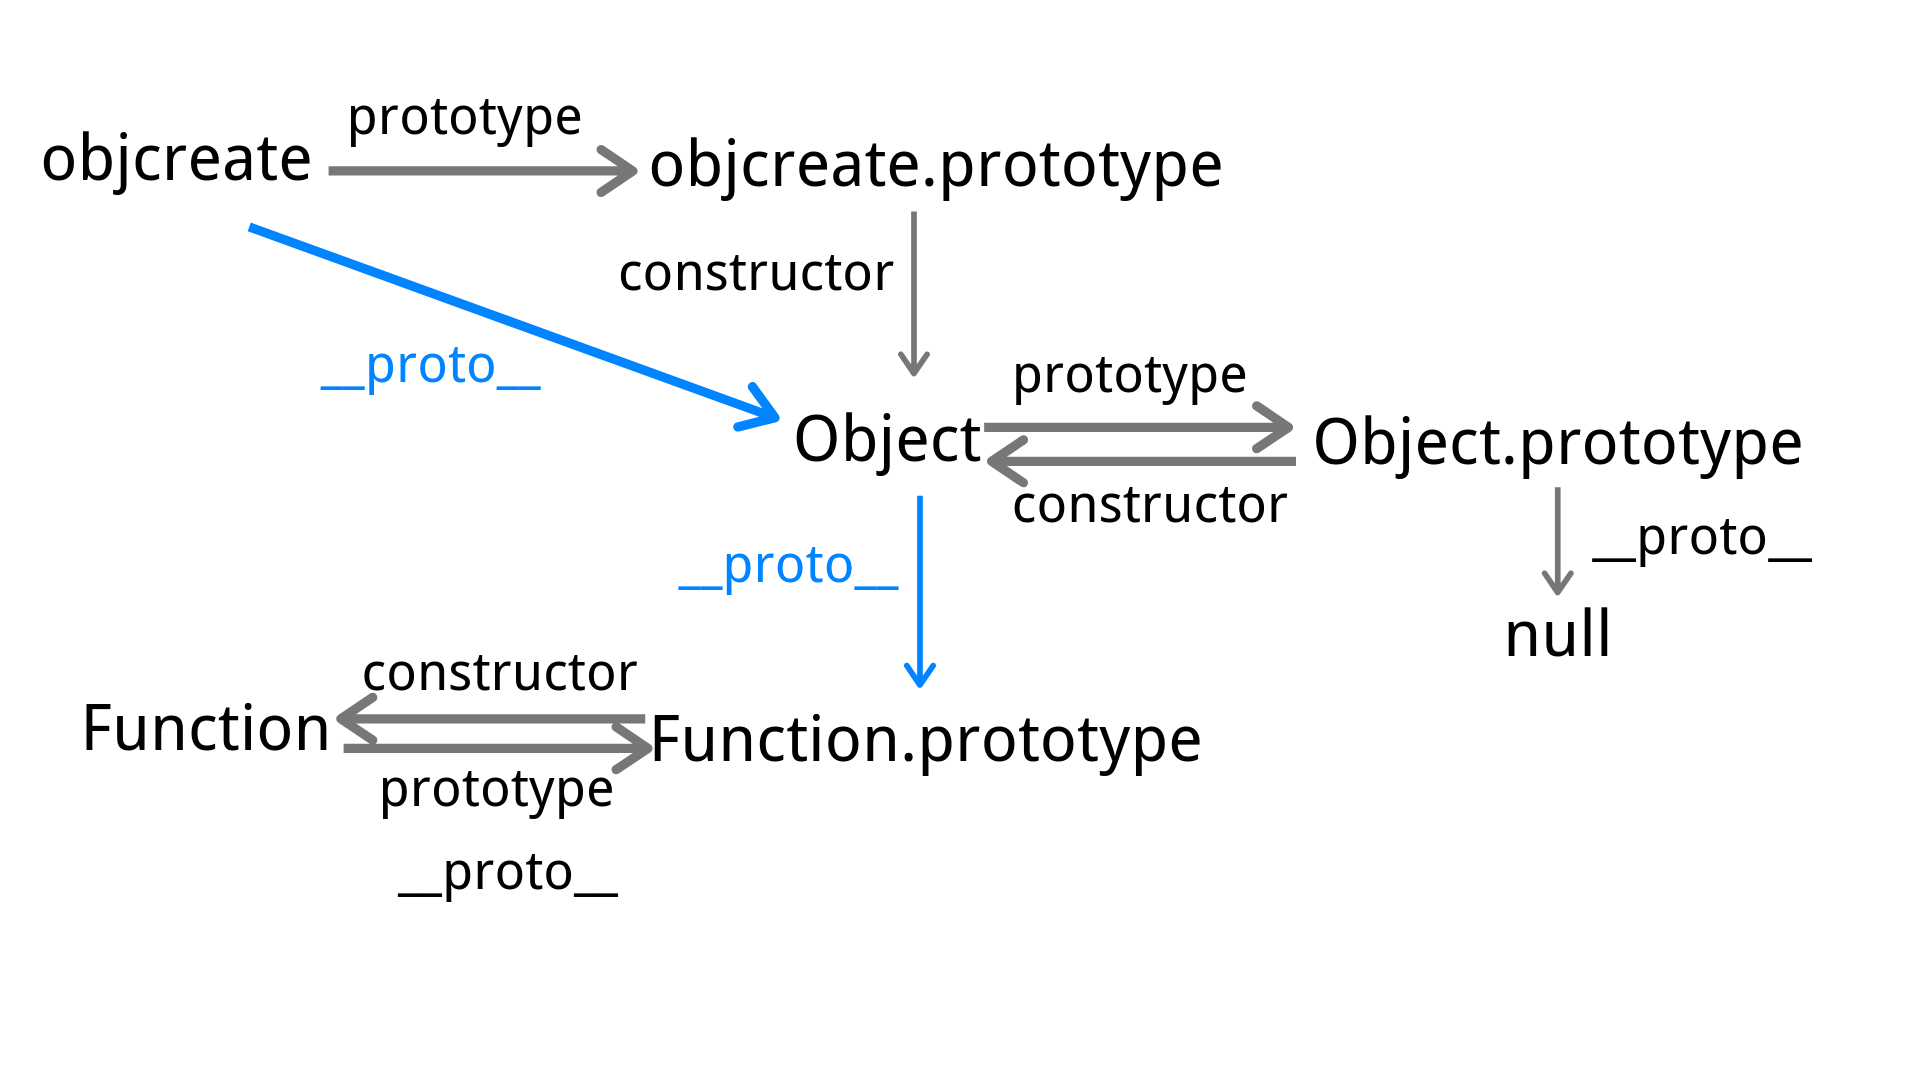 prototype
objcreate
objcreate.prototype
constructor
__proto__
prototype
Object
Object.prototype
constructor
__proto__
__proto__
null
constructor
Function
Function.prototype
prototype
__proto__